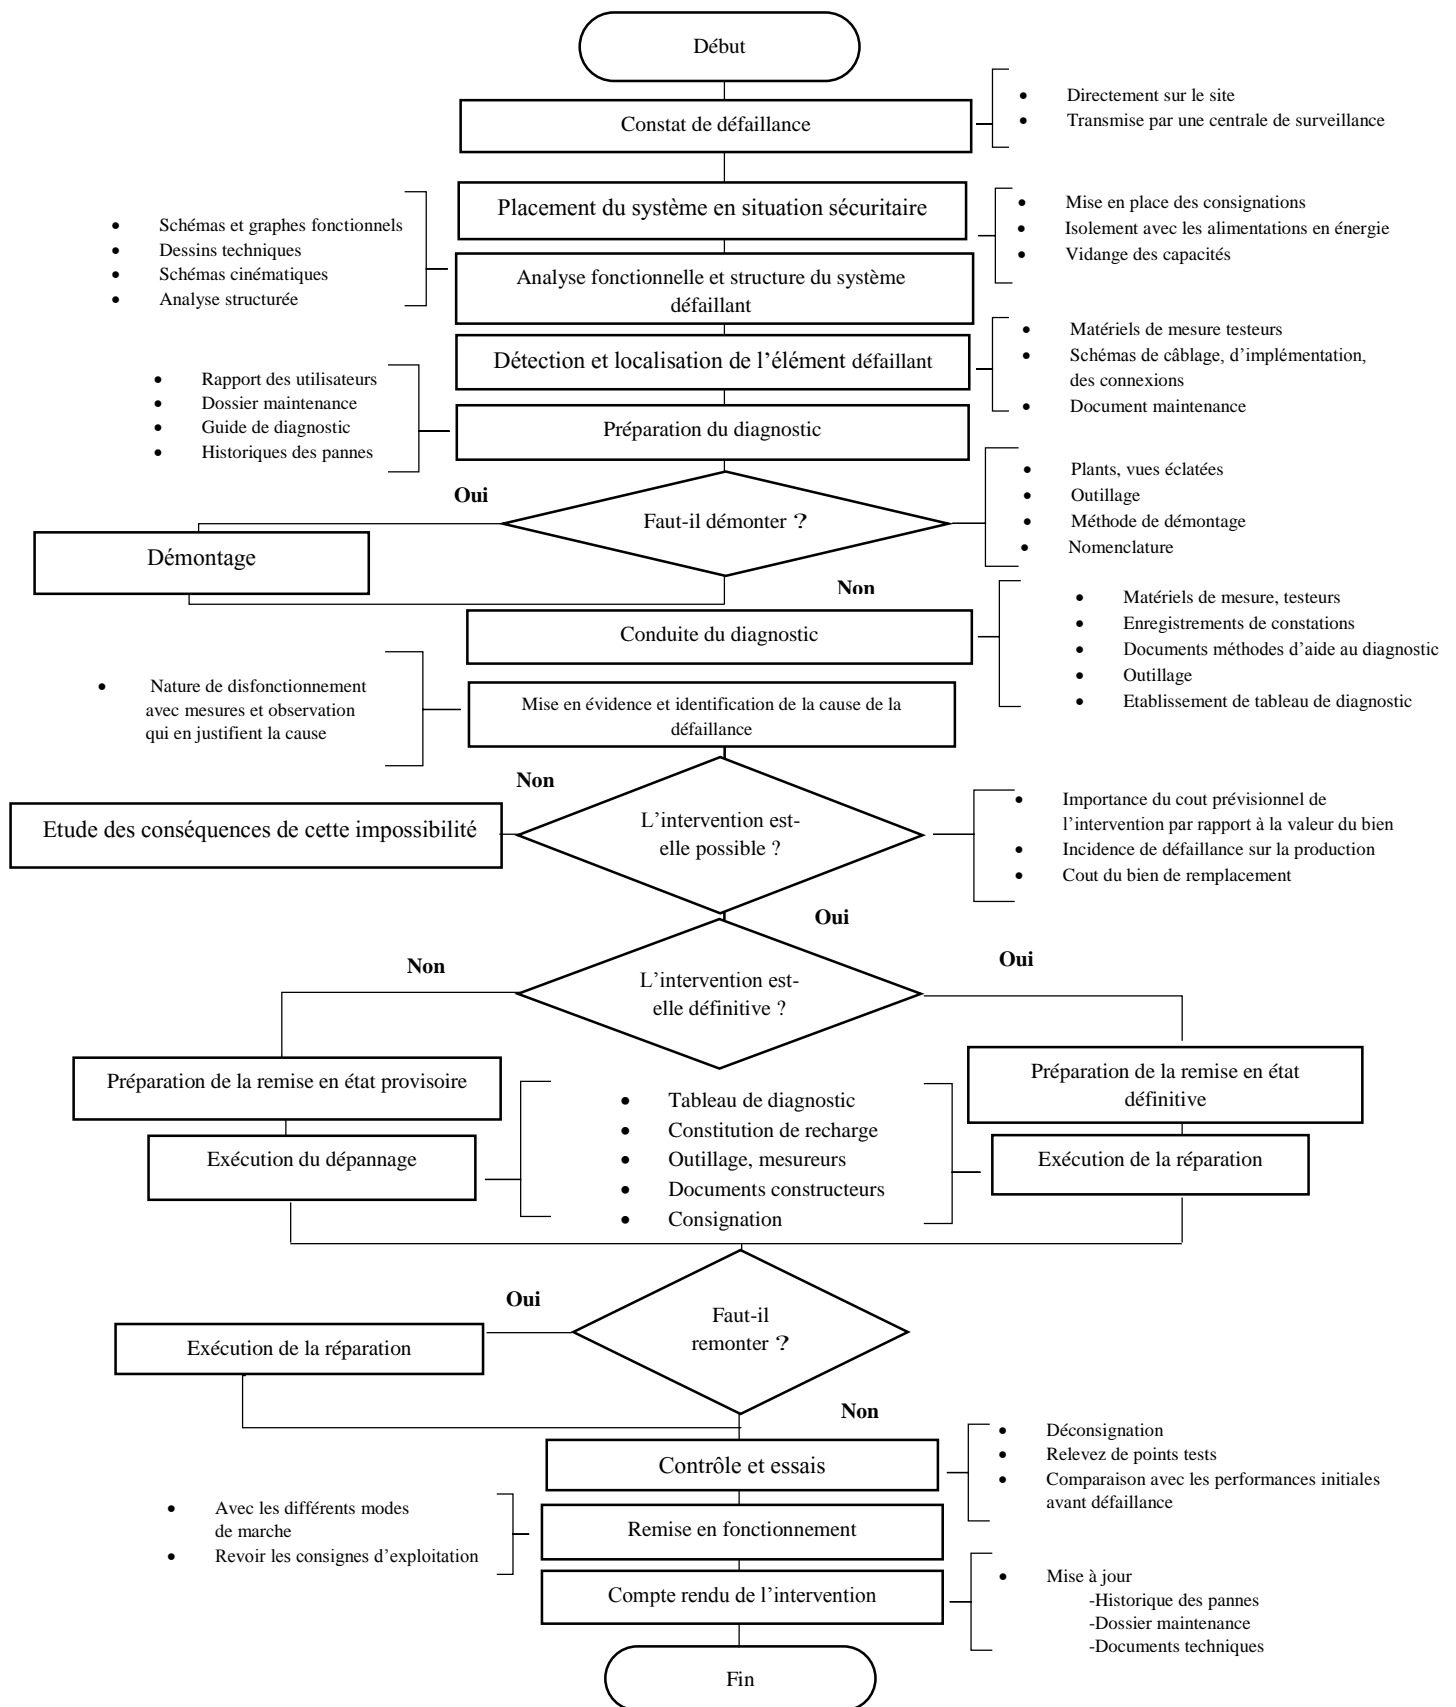 Début
Constat de défaillance
• Directement sur le site
• Transmise par une centrale de surveillance
Placement du système en situation sécuritaire
• Mise en place des consignations
• Isolement avec les alimentations en énergie
• Vidange des capacités
• Schémas et graphes fonctionnels
• Dessins techniques
• Schémas cinématiques
• Analyse structurée
Analyse fonctionnelle et structure du système
défaillant
Détection et localisation de l’élément défaillant
• Matériels de mesure testeurs
• Schémas de câblage, d’implémentation,
des connexions
• Document maintenance
• Rapport des utilisateurs
• Dossier maintenance
• Guide de diagnostic
• Historiques des pannes
Préparation du diagnostic
Oui
Faut-il démonter ?
• Plants, vues éclatées
• Outillage
• Méthode de démontage
• Nomenclature
Démontage
Non
Conduite du diagnostic
• Matériels de mesure, testeurs
• Enregistrements de constations
• Documents méthodes d’aide au diagnostic
• Outillage
• Etablissement de tableau de diagnostic
• Nature de disfonctionnement
avec mesures et observation
qui en justifient la cause
Mise en évidence et identification de la cause de la
défaillance
Non
Etude des conséquences de cette impossibilité
L’intervention est-
elle possible ?
• Importance du cout prévisionnel de
l’intervention par rapport à la valeur du bien
• Incidence de défaillance sur la production
• Cout du bien de remplacement
Oui
Non
L’intervention est-
elle définitive ?
Oui
Préparation de la remise en état provisoire
Préparation de la remise en état
définitive
Exécution du dépannage
• Tableau de diagnostic
• Constitution de recharge
• Outillage, mesureurs
• Documents constructeurs
• Consignation
Exécution de la réparation
Oui
Faut-il
remonter ?
Exécution de la réparation
Non
Contrôle et essais
• Déconsignation
• Relevez de points tests
• Comparaison avec les performances initiales
avant défaillance
• Avec les différents modes
de marche
• Revoir les consignes d’exploitation
Remise en fonctionnement
Compte rendu de l’intervention
• Mise à jour
-Historique des pannes
-Dossier maintenance
-Documents techniques
Fin